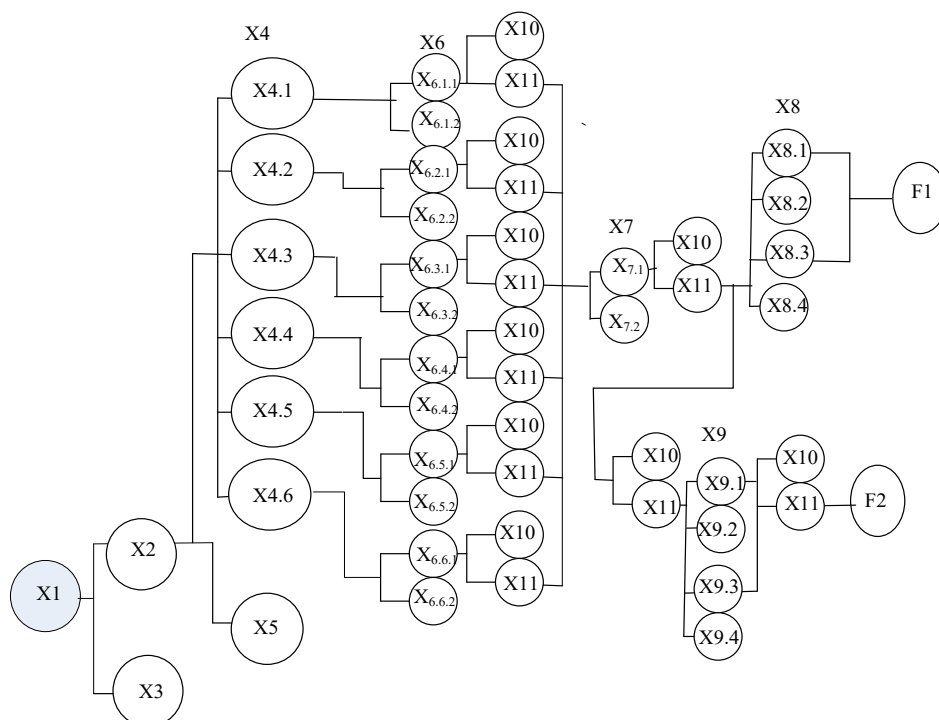 X4
X6
X10
X4.1
X6.1.1
X11
X6.1.2
X8
X10
X4.2
X6.2.1
X8.1
X11
X8.2
F1
X6.2.2
X10
X7
X4.3
X6.3.1
X10
X8.3
X7.1
X11
X11
X6.3.2
X7.2
X8.4
X4.4
X10
X6.4.1
X11
X6.4.2
X4.5
X10
X9
X6.5.1
X10
X10
X11
X9.1
X4.6
X6.5.2
X11
X11
F2
X9.2
X10
X2
X6.6.1
X11
X9.3
X1
X6.6.2
X5
X9.4
X3